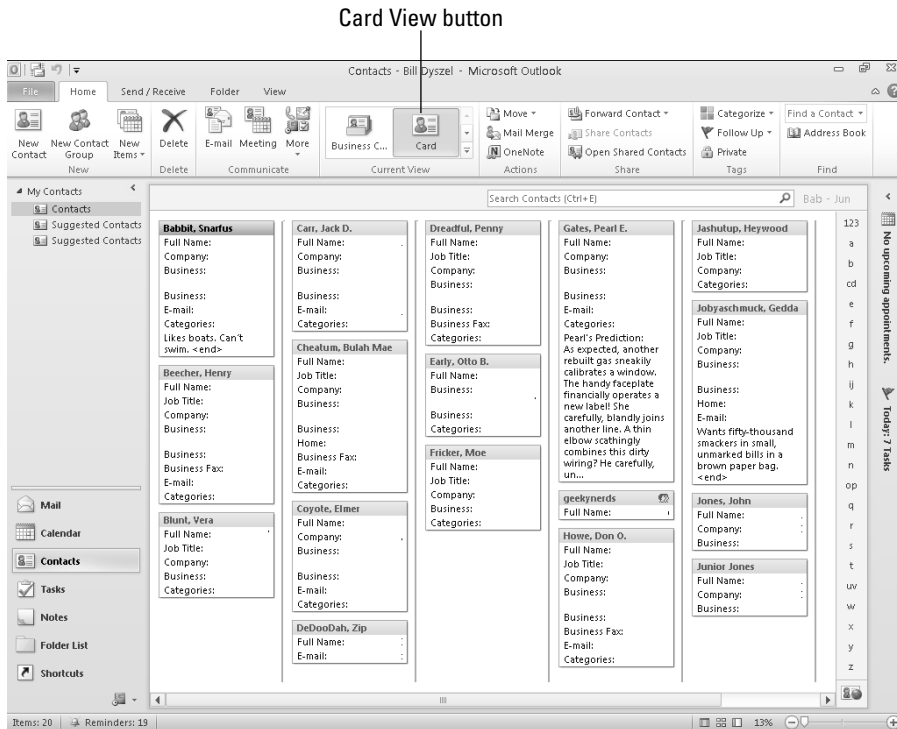 Card View button
Contacts - Bill Dyszel - Microsoft Outlook
File Home Send / Receive Folder View
New Contact
New Contact Group
New Items
New
Delete
Delete
E-mail Meeting More
Communicate
Business C...
Card
Current View
Move
Mail Merge
OneNote
Actions
Forward Contact
Share Contacts
Open Shared Contacts
Share
Categorize
Follow Up
Private
Tags
Find a Contact
Address Book
Find
My Contacts
Contacts
Suggested Contacts
Suggested Contacts
Mail
Calendar
Contacts
Tasks
Notes
Folder List
Shortcuts
Search Contacts (Ctrl+E)
Bab - Jun
Babbit, Snarfus
Full Name:
Company:
Business:
Business:
E-mail:
Categories:
Likes boats. Can't
swim. <end>
Beecher, Henry
Full Name:
Job Title:
Company:
Business:
Business:
Business Fax:
E-mail:
Categories:
Blunt, Vera
Full Name:
Job Title:
Company:
Business:
Categories:
Carr, Jack D.
Full Name:
Company:
Business:
Business:
E-mail:
Categories:
Cheatum, Bulah Mae
Full Name:
Job Title:
Company:
Business:
Business:
Home:
Business Fax:
E-mail:
Categories:
Coyote, Elmer
Full Name:
Company:
Business:
Business:
E-mail:
Categories:
DeDooDah, Zip
Full Name:
E-mail:
Dreadful, Penny
Full Name:
Job Title:
Company:
Business:
Business:
Business Fax:
Categories:
Early, Otto B.
Full Name:
Business:
Business:
Categories:
Fricker, Moe
Full Name:
Job Title:
Company:
Business:
Categories:
Gates, Pearl E.
Full Name:
Company:
Business:
Business:
E-mail:
Categories:
Pearl's Prediction:
As expected, another
rebuilt gas sneakily
calibrates a window.
The handy faceplate
financially operates a
new label! She
carefully, blandly joins
another line. A thin
elbow scathingly
combines this dirty
wiring? He carefully,
un...
geekynerds
Full Name:
Howe, Don O.
Full Name:
Job Title:
Company:
Business:
Business:
Business Fax:
E-mail:
Categories:
Jashutup, Heywood
Full Name:
Job Title:
Company:
Categories:
Jobyaschmuck, Gedda
Full Name:
Job Title:
Company:
Business:
Business:
Home:
E-mail:
Wants fifty-thousand
smackers in small,
unmarked bills in a
brown paper bag.
<end>
Jones, John
Full Name:
Company:
Business:
Junior Jones
Full Name:
Company:
Business:
123
a
b
cd
e
f
g
h
ij
k
l
m
n
op
q
r
s
t
uv
w
x
y
z
No upcoming appointments.
Today: 7 Tasks
Items: 20 Reminders: 19
13%